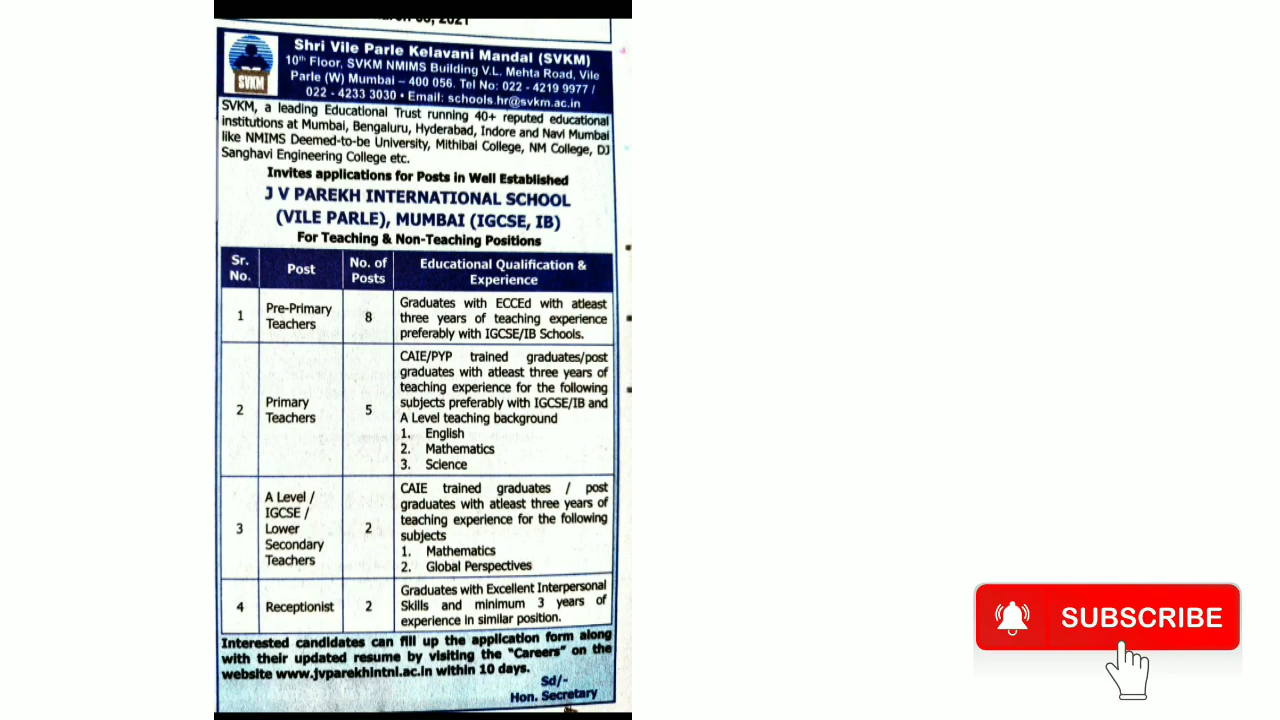 March 08, 2021
Shri Vile Parle Kelavani Mandal (SVKM)
10th Floor, SVKM NMIMS Building V.L. Mehta Road, Vile
Parle (W) Mumbai – 400 056. Tel No: 022 - 4219 9977 /
022 - 4233 3030 • Email: schools.hr@svkm.ac.in
SVKM
SVKM, a leading Educational Trust running 40+ reputed educational
institutions at Mumbai, Bengaluru, Hyderabad, Indore and Navi Mumbai
like NMIMS Deemed-to-be University, Mithibai College, NM College, DJ
Sanghavi Engineering College etc.
Invites applications for Posts in Well Established
J V PAREKH INTERNATIONAL SCHOOL
(VILE PARLE), MUMBAI (IGCSE, IB)
For Teaching & Non-Teaching Positions
Sr. No.
Post
No. of Posts
Educational Qualification & Experience
1
Pre-Primary
Teachers
8
Graduates with ECCEd with atleast
three years of teaching experience
preferably with IGCSE/IB Schools.
2
Primary
Teachers
5
CAIE/PYP trained graduates/post
graduates with atleast three years of
teaching experience for the following
subjects preferably with IGCSE/IB and
A Level teaching background
1. English
2. Mathematics
3. Science
3
A Level /
IGCSE /
Lower
Secondary
Teachers
2
CAIE trained graduates / post
graduates with atleast three years of
teaching experience for the following
subjects
1. Mathematics
2. Global Perspectives
4
Receptionist
2
Graduates with Excellent Interpersonal
Skills and minimum 3 years of
experience in similar position.
Interested candidates can fill up the application form along
with their updated resume by visiting the "Careers" on the
website www.jvparekhintnl.ac.in within 10 days.
Sd/-
Hon. Secretary
SUBSCRIBE